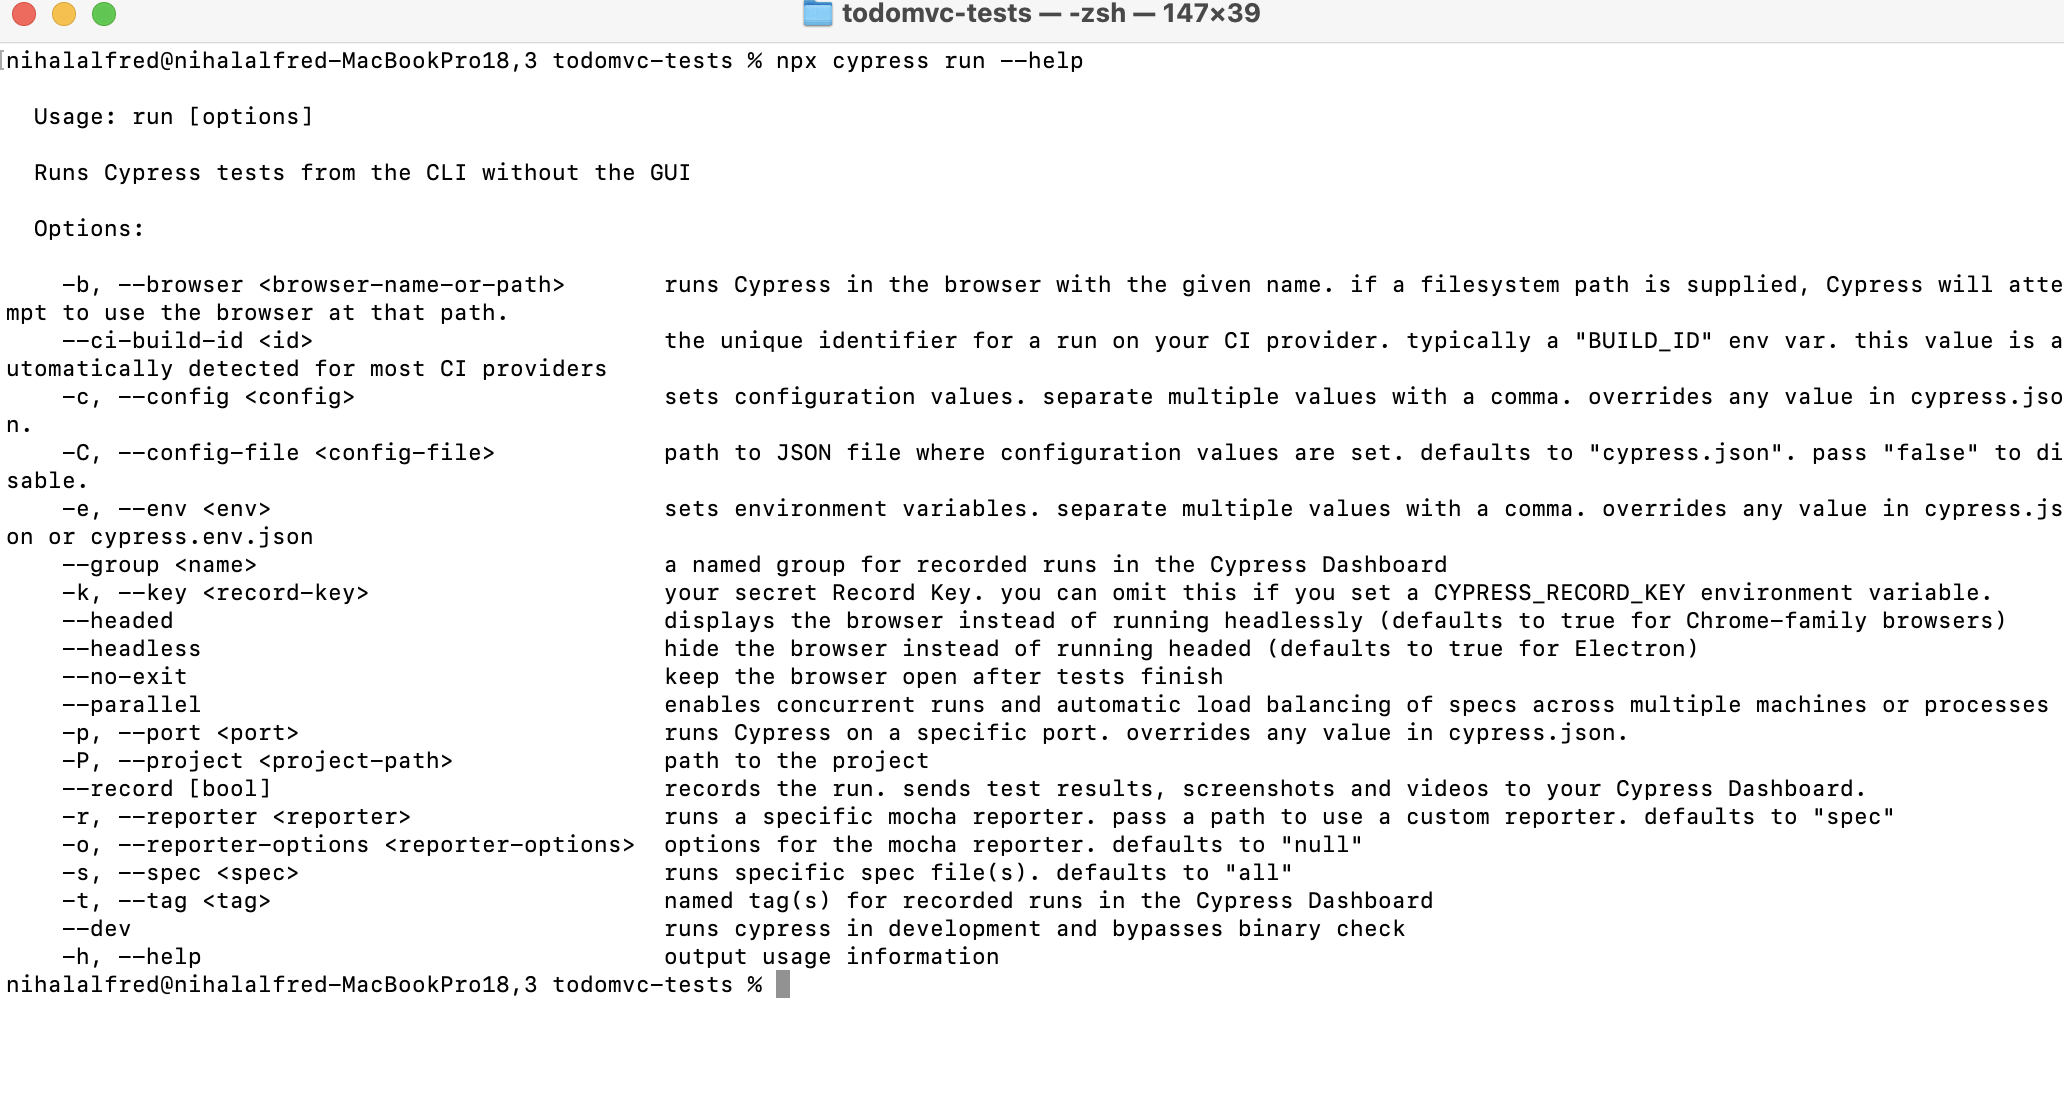 todomvc-tests — -zsh — 147×39
[nihalalfred@nihalalfred-MacBookPro18,3 todomvc-tests % npx cypress run --help
Usage: run [options]
Runs Cypress tests from the CLI without the GUI
Options:
-b, --browser <browser-name-or-path> runs Cypress in the browser with the given name. if a filesystem path is supplied, Cypress will atte
mpt to use the browser at that path.
--ci-build-id <id> the unique identifier for a run on your CI provider. typically a "BUILD_ID" env var. this value is a
utomatically detected for most CI providers
-c, --config <config> sets configuration values. separate multiple values with a comma. overrides any value in cypress.jso
n.
-C, --config-file <config-file> path to JSON file where configuration values are set. defaults to "cypress.json". pass "false" to di
sable.
-e, --env <env> sets environment variables. separate multiple values with a comma. overrides any value in cypress.js
on or cypress.env.json
--group <name> a named group for recorded runs in the Cypress Dashboard
-k, --key <record-key> your secret Record Key. you can omit this if you set a CYPRESS_RECORD_KEY environment variable.
--headed displays the browser instead of running headlessly (defaults to true for Chrome-family browsers)
--headless hide the browser instead of running headed (defaults to true for Electron)
--no-exit keep the browser open after tests finish
--parallel enables concurrent runs and automatic load balancing of specs across multiple machines or processes
-p, --port <port> runs Cypress on a specific port. overrides any value in cypress.json.
-P, --project <project-path> path to the project
--record [bool] records the run. sends test results, screenshots and videos to your Cypress Dashboard.
-r, --reporter <reporter> runs a specific mocha reporter. pass a path to use a custom reporter. defaults to "spec"
-o, --reporter-options <reporter-options> options for the mocha reporter. defaults to "null"
-s, --spec <spec> runs specific spec file(s). defaults to "all"
-t, --tag <tag> named tag(s) for recorded runs in the Cypress Dashboard
--dev runs cypress in development and bypasses binary check
-h, --help output usage information
nihalalfred@nihalalfred-MacBookPro18,3 todomvc-tests %